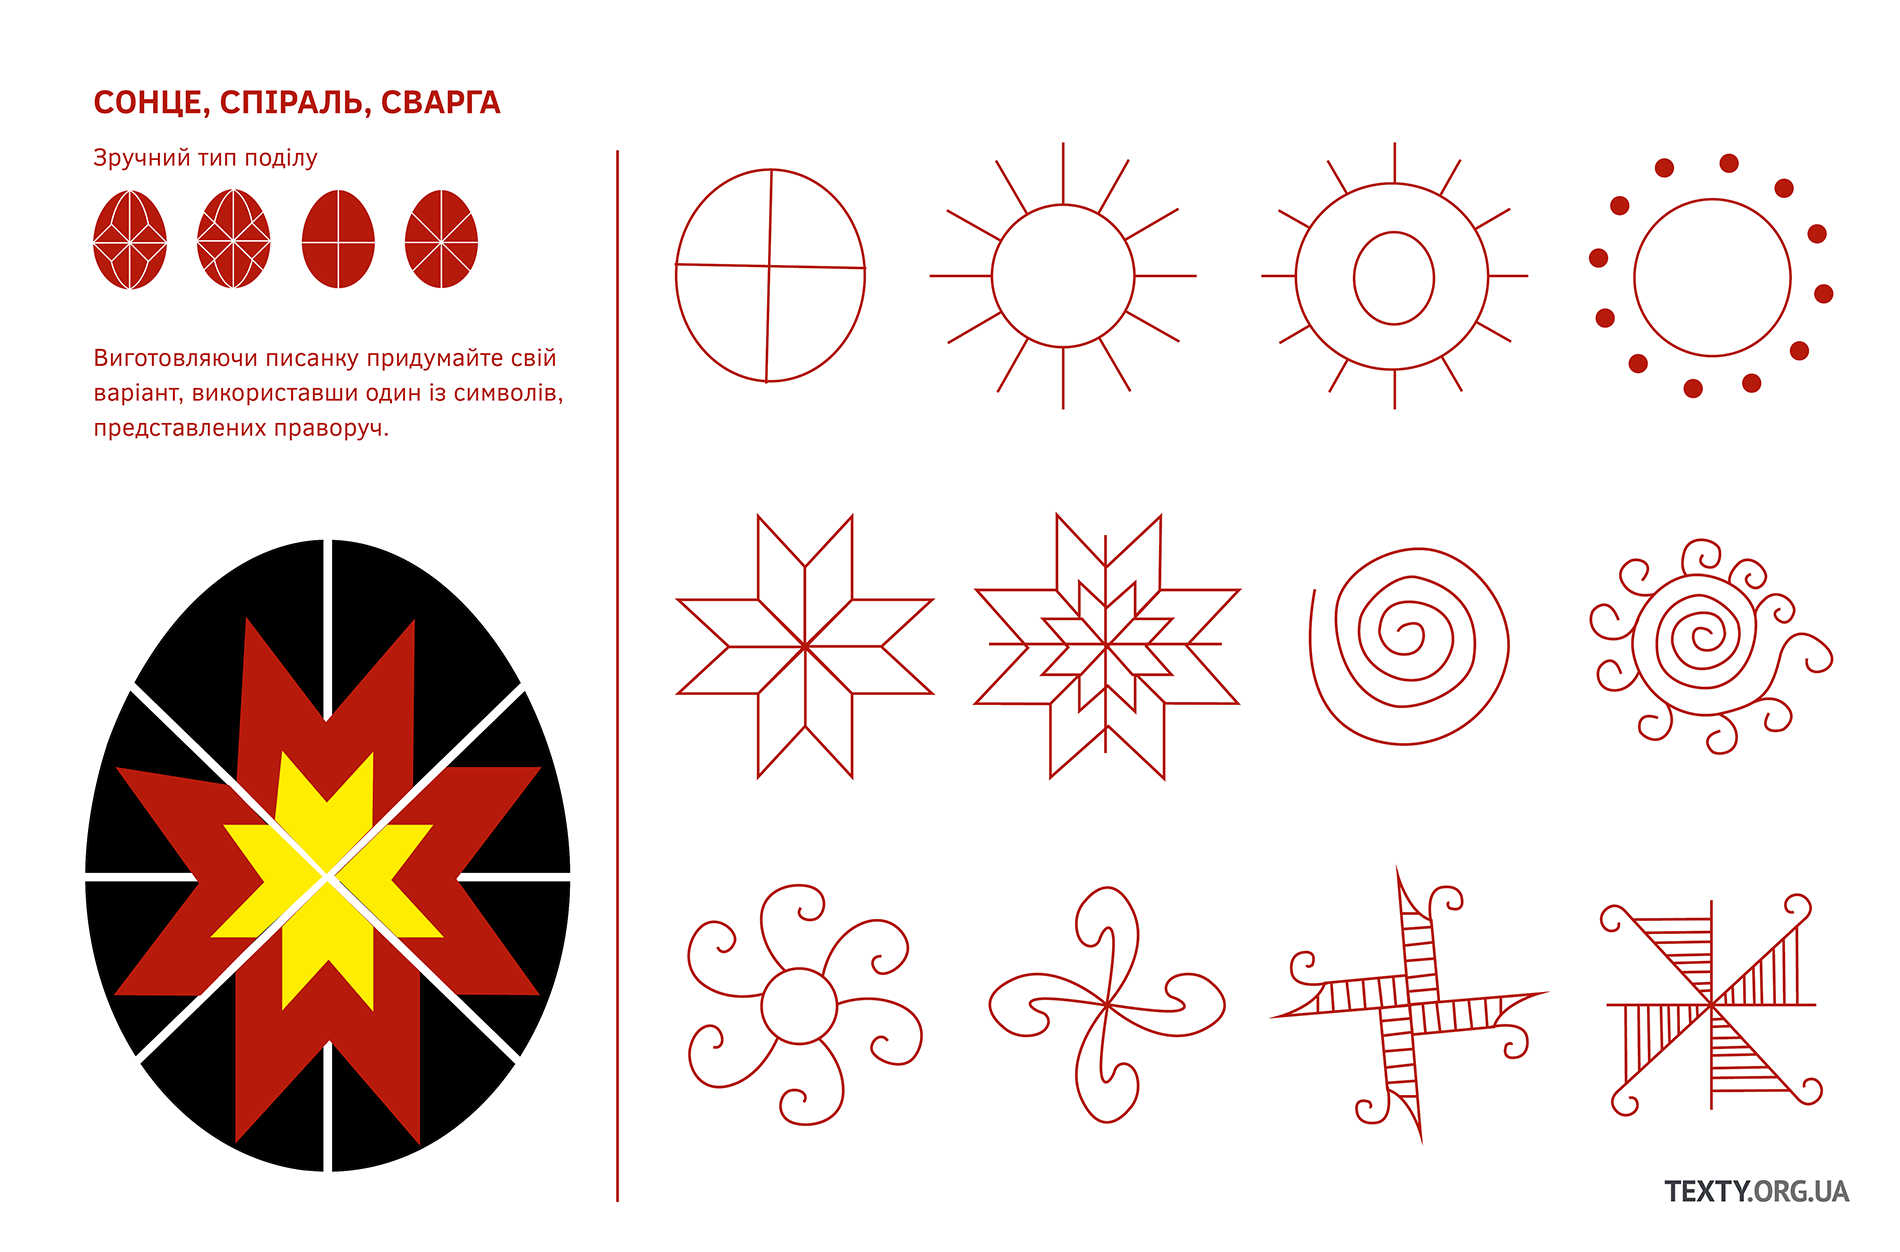 СОНЦЕ, СПІРАЛЬ, СВАРГА
Зручний тип поділу
Виготовляючи писанку придумайте свій
варіант, використавши один із символів,
представлених праворуч.
TEXTY.ORG.UA